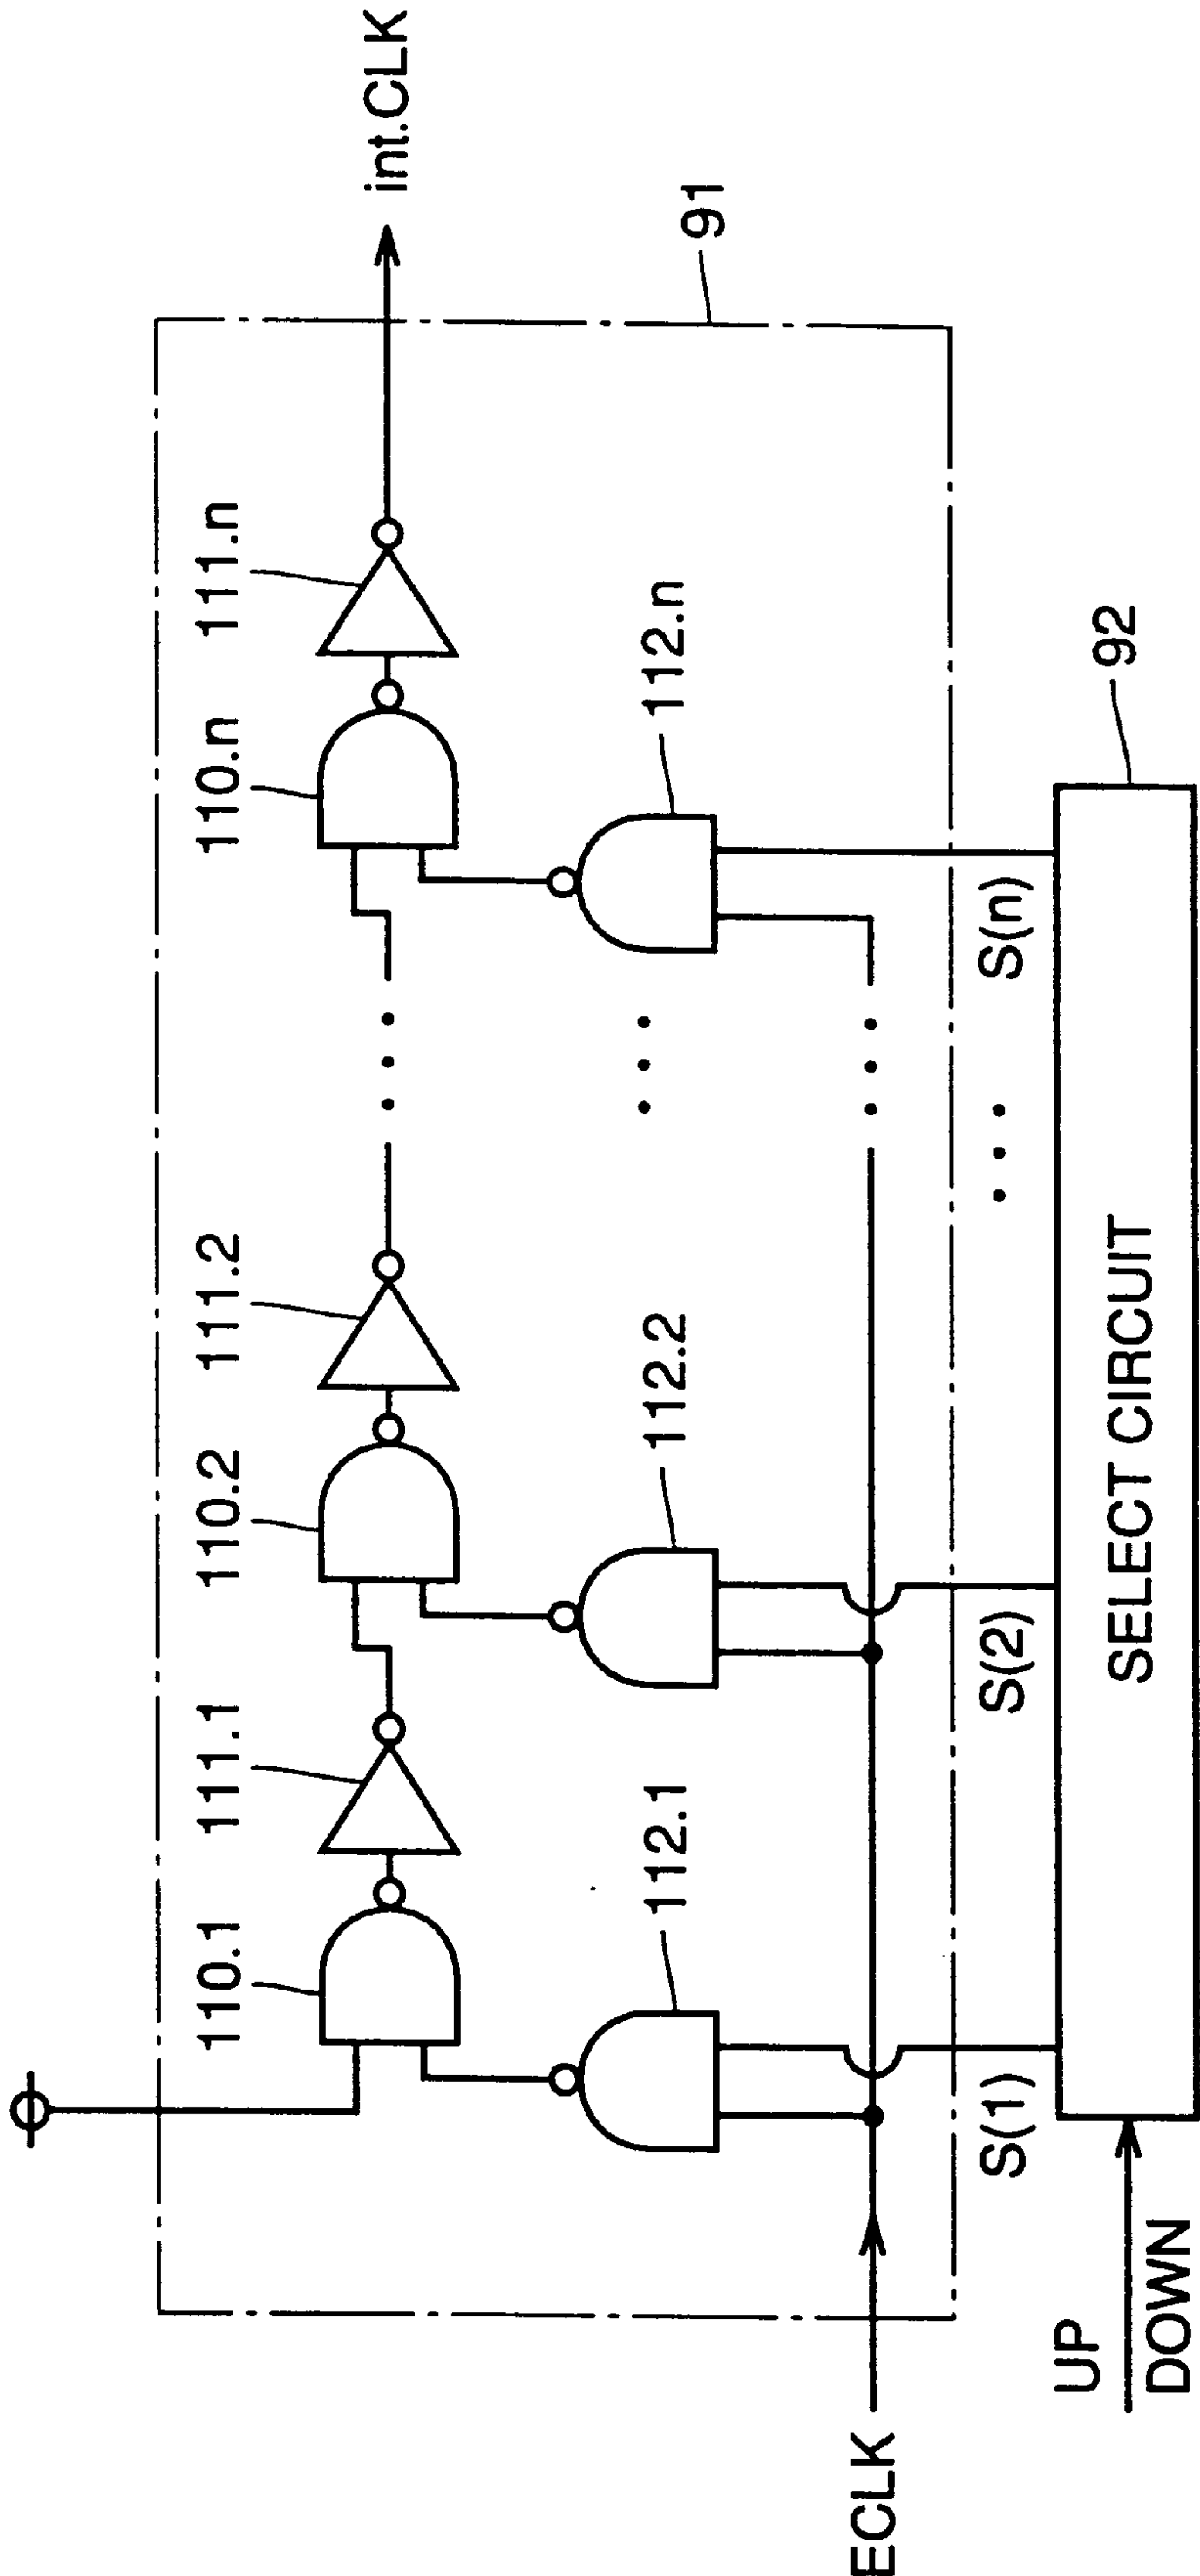 110.1
111.1
110.2
111.2
110.n
111.n
int.CLK
112.1
112.2
112.n
91
ECLK
S(1)
S(2)
S(n)
UP
DOWN
SELECT CIRCUIT
92